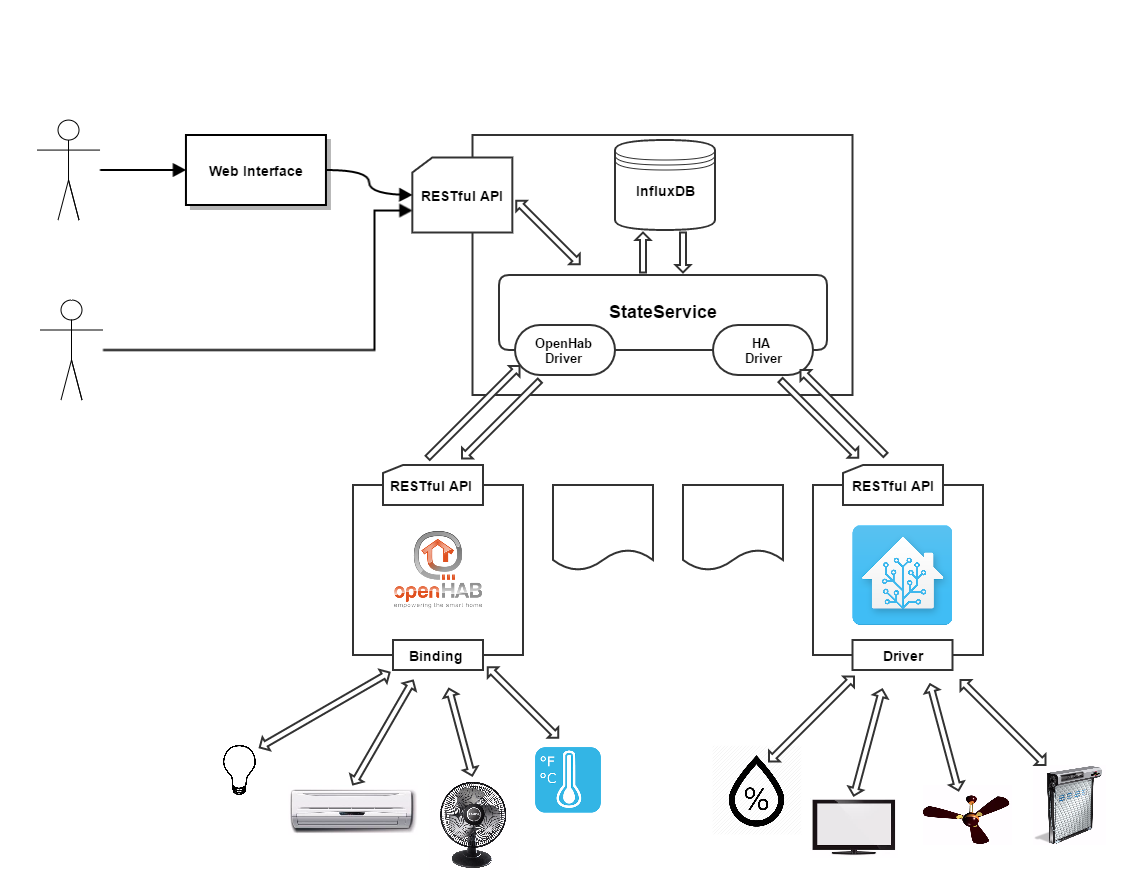 Web Interface
RESTful API
InfluxDB
StateService
OpenHab
Driver
HA
Driver
RESTful API
RESTful API
openHAB
empowering the smart home
Binding
Driver
°F
°C
%